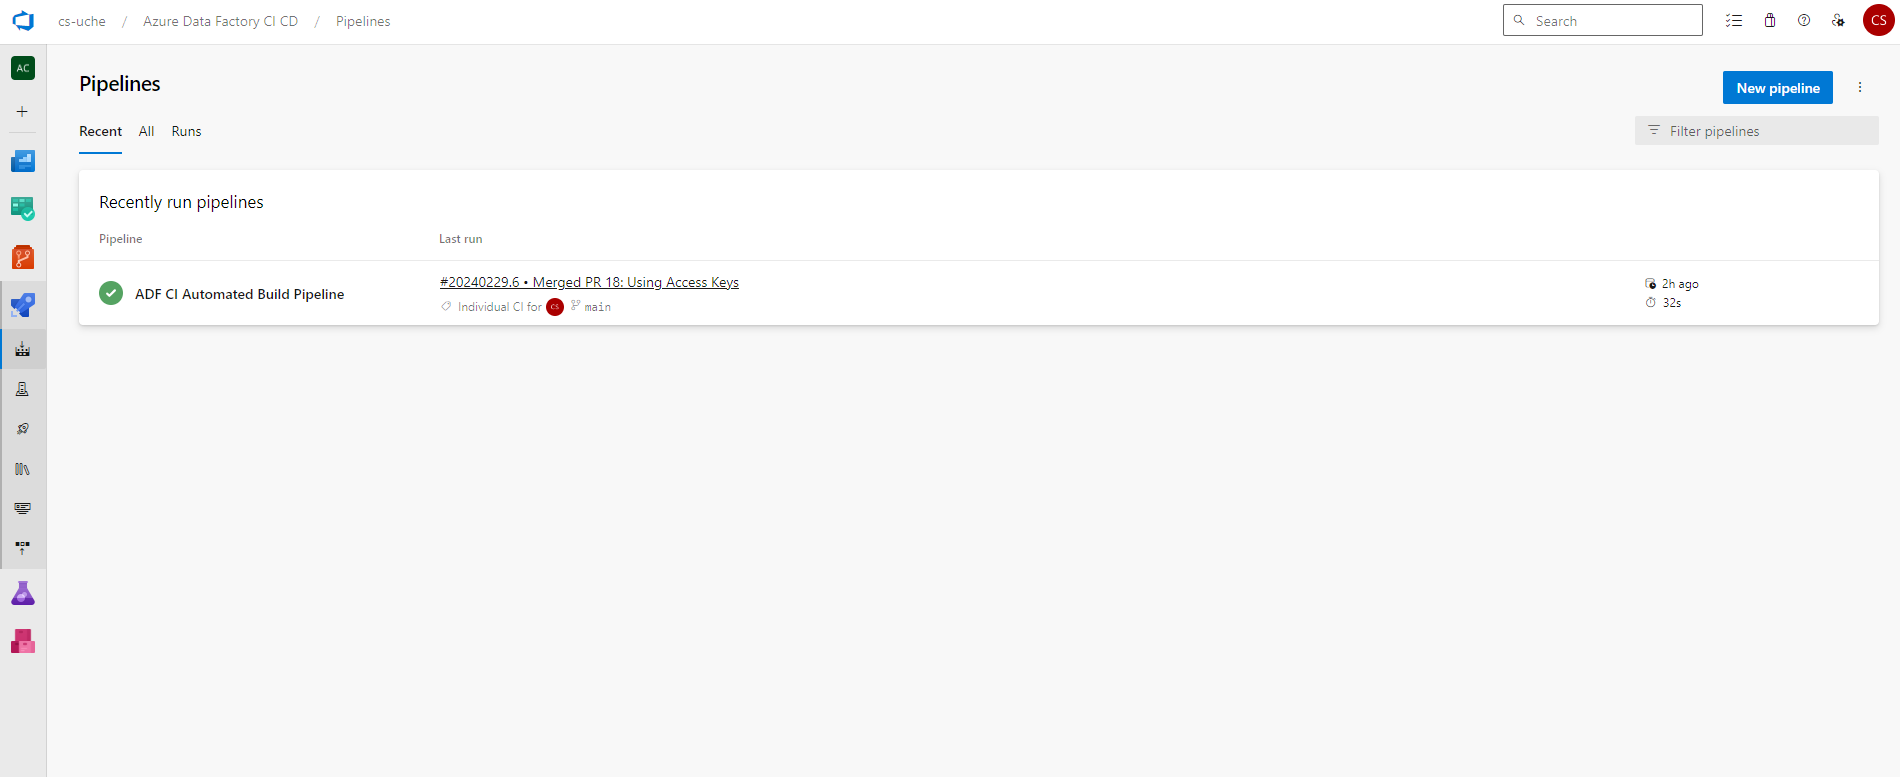 cs-uche / Azure Data Factory CI CD / Pipelines
Search
CS
AC
Pipelines
New pipeline
Recent All Runs
Filter pipelines
Recently run pipelines
Pipeline Last run
#20240229.6 • Merged PR 18: Using Access Keys
ADF CI Automated Build Pipeline
Individual CI for CS main
2h ago
32s